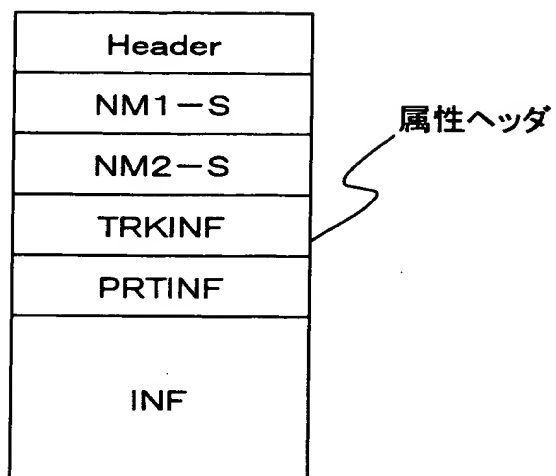 Header
NM1−S
NM2−S
TRKINF
PRTINF
INF
属性ヘッダ